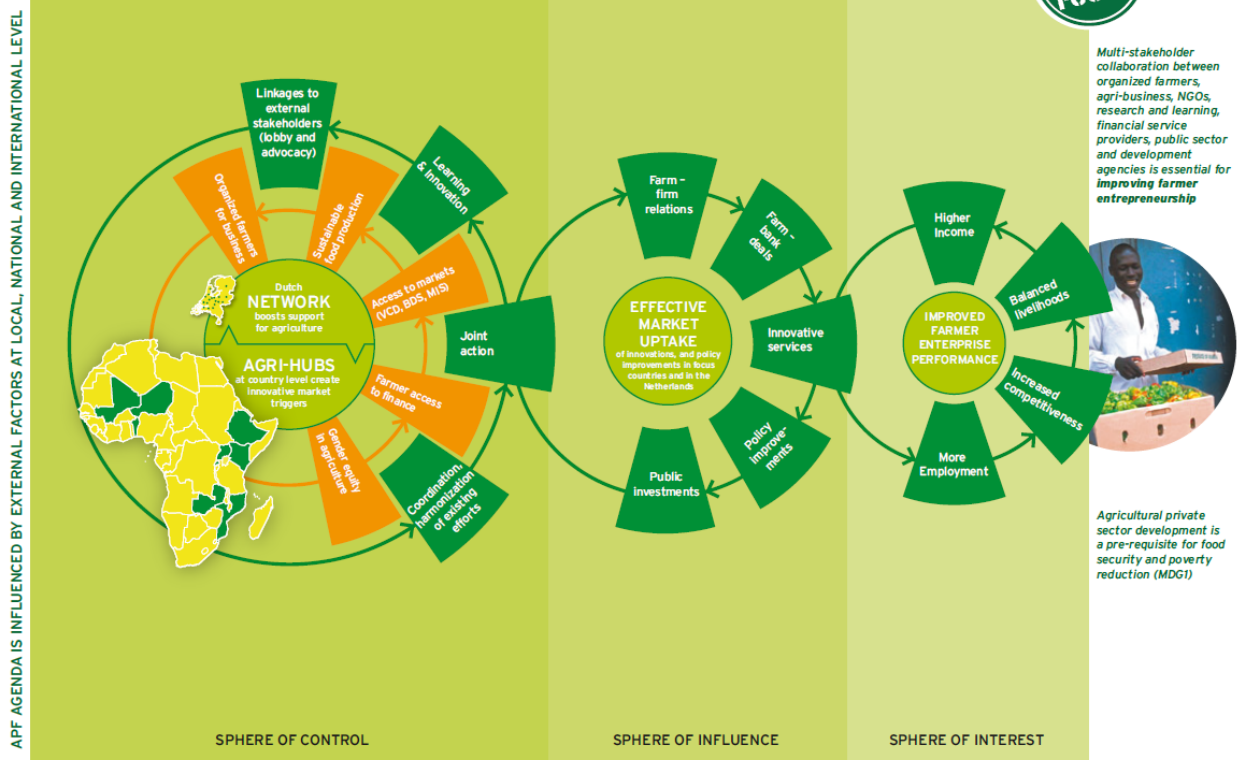 APF AGENDA IS INFLUENCED BY EXTERNAL FACTORS AT LOCAL, NATIONAL AND INTERNATIONAL LEVEL
Linkages to
external
stakeholders
(lobby and
advocacy)
Learning
& Innovation
Organized farmers
for business
Sustainable
food production
Access to markets
(VCD, BDS, MIS)
Joint
action
Farmer access
to finance
Gender equity
in agriculture
Coordination,
harmonization
of existing
efforts
Dutch
NETWORK
boosts support
for agriculture
AGRI-HUBS
at country level create
innovative market
triggers
SPHERE OF CONTROL
Farm –
firm
relations
Farm –
bank
deals
Innovative
services
Policy
improve-
ments
Public
investments
EFFECTIVE
MARKET
UPTAKE
of innovations, and policy
improvements in focus
countries and in the
Netherlands
SPHERE OF INFLUENCE
Higher
Income
Balanced
livelihoods
Increased
competitiveness
More
Employment
IMPROVED
FARMER
ENTERPRISE
PERFORMANCE
SPHERE OF INTEREST
Multi-stakeholder
collaboration between
organized farmers,
agri-business, NGOs,
research and learning,
financial service
providers, public sector
and development
agencies is essential for
improving farmer
entrepreneurship
Agricultural private
sector development is
a pre-requisite for food
security and poverty
reduction (MDG1)